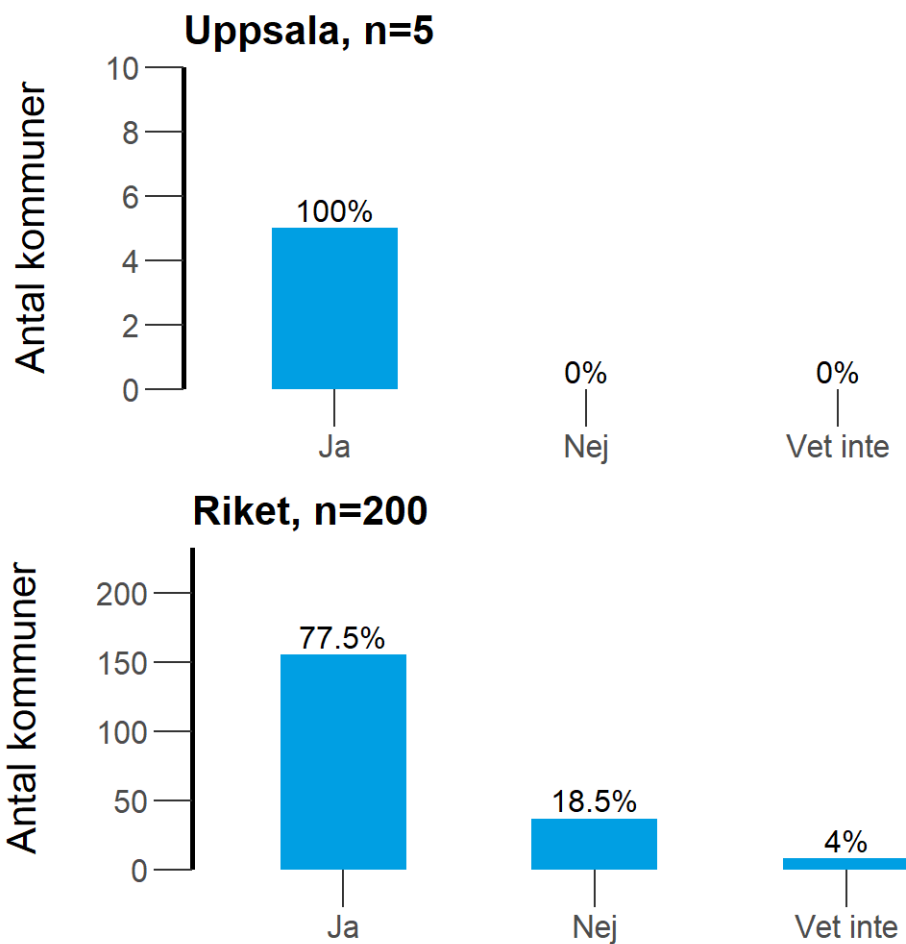 Uppsala, n=5
Antal kommuner
10
8
6
4
2
0
100%
0%
0%
Ja
Nej
Vet inte
Riket, n=200
Antal kommuner
200
150
100
50
0
77.5%
18.5%
4%
Ja
Nej
Vet inte